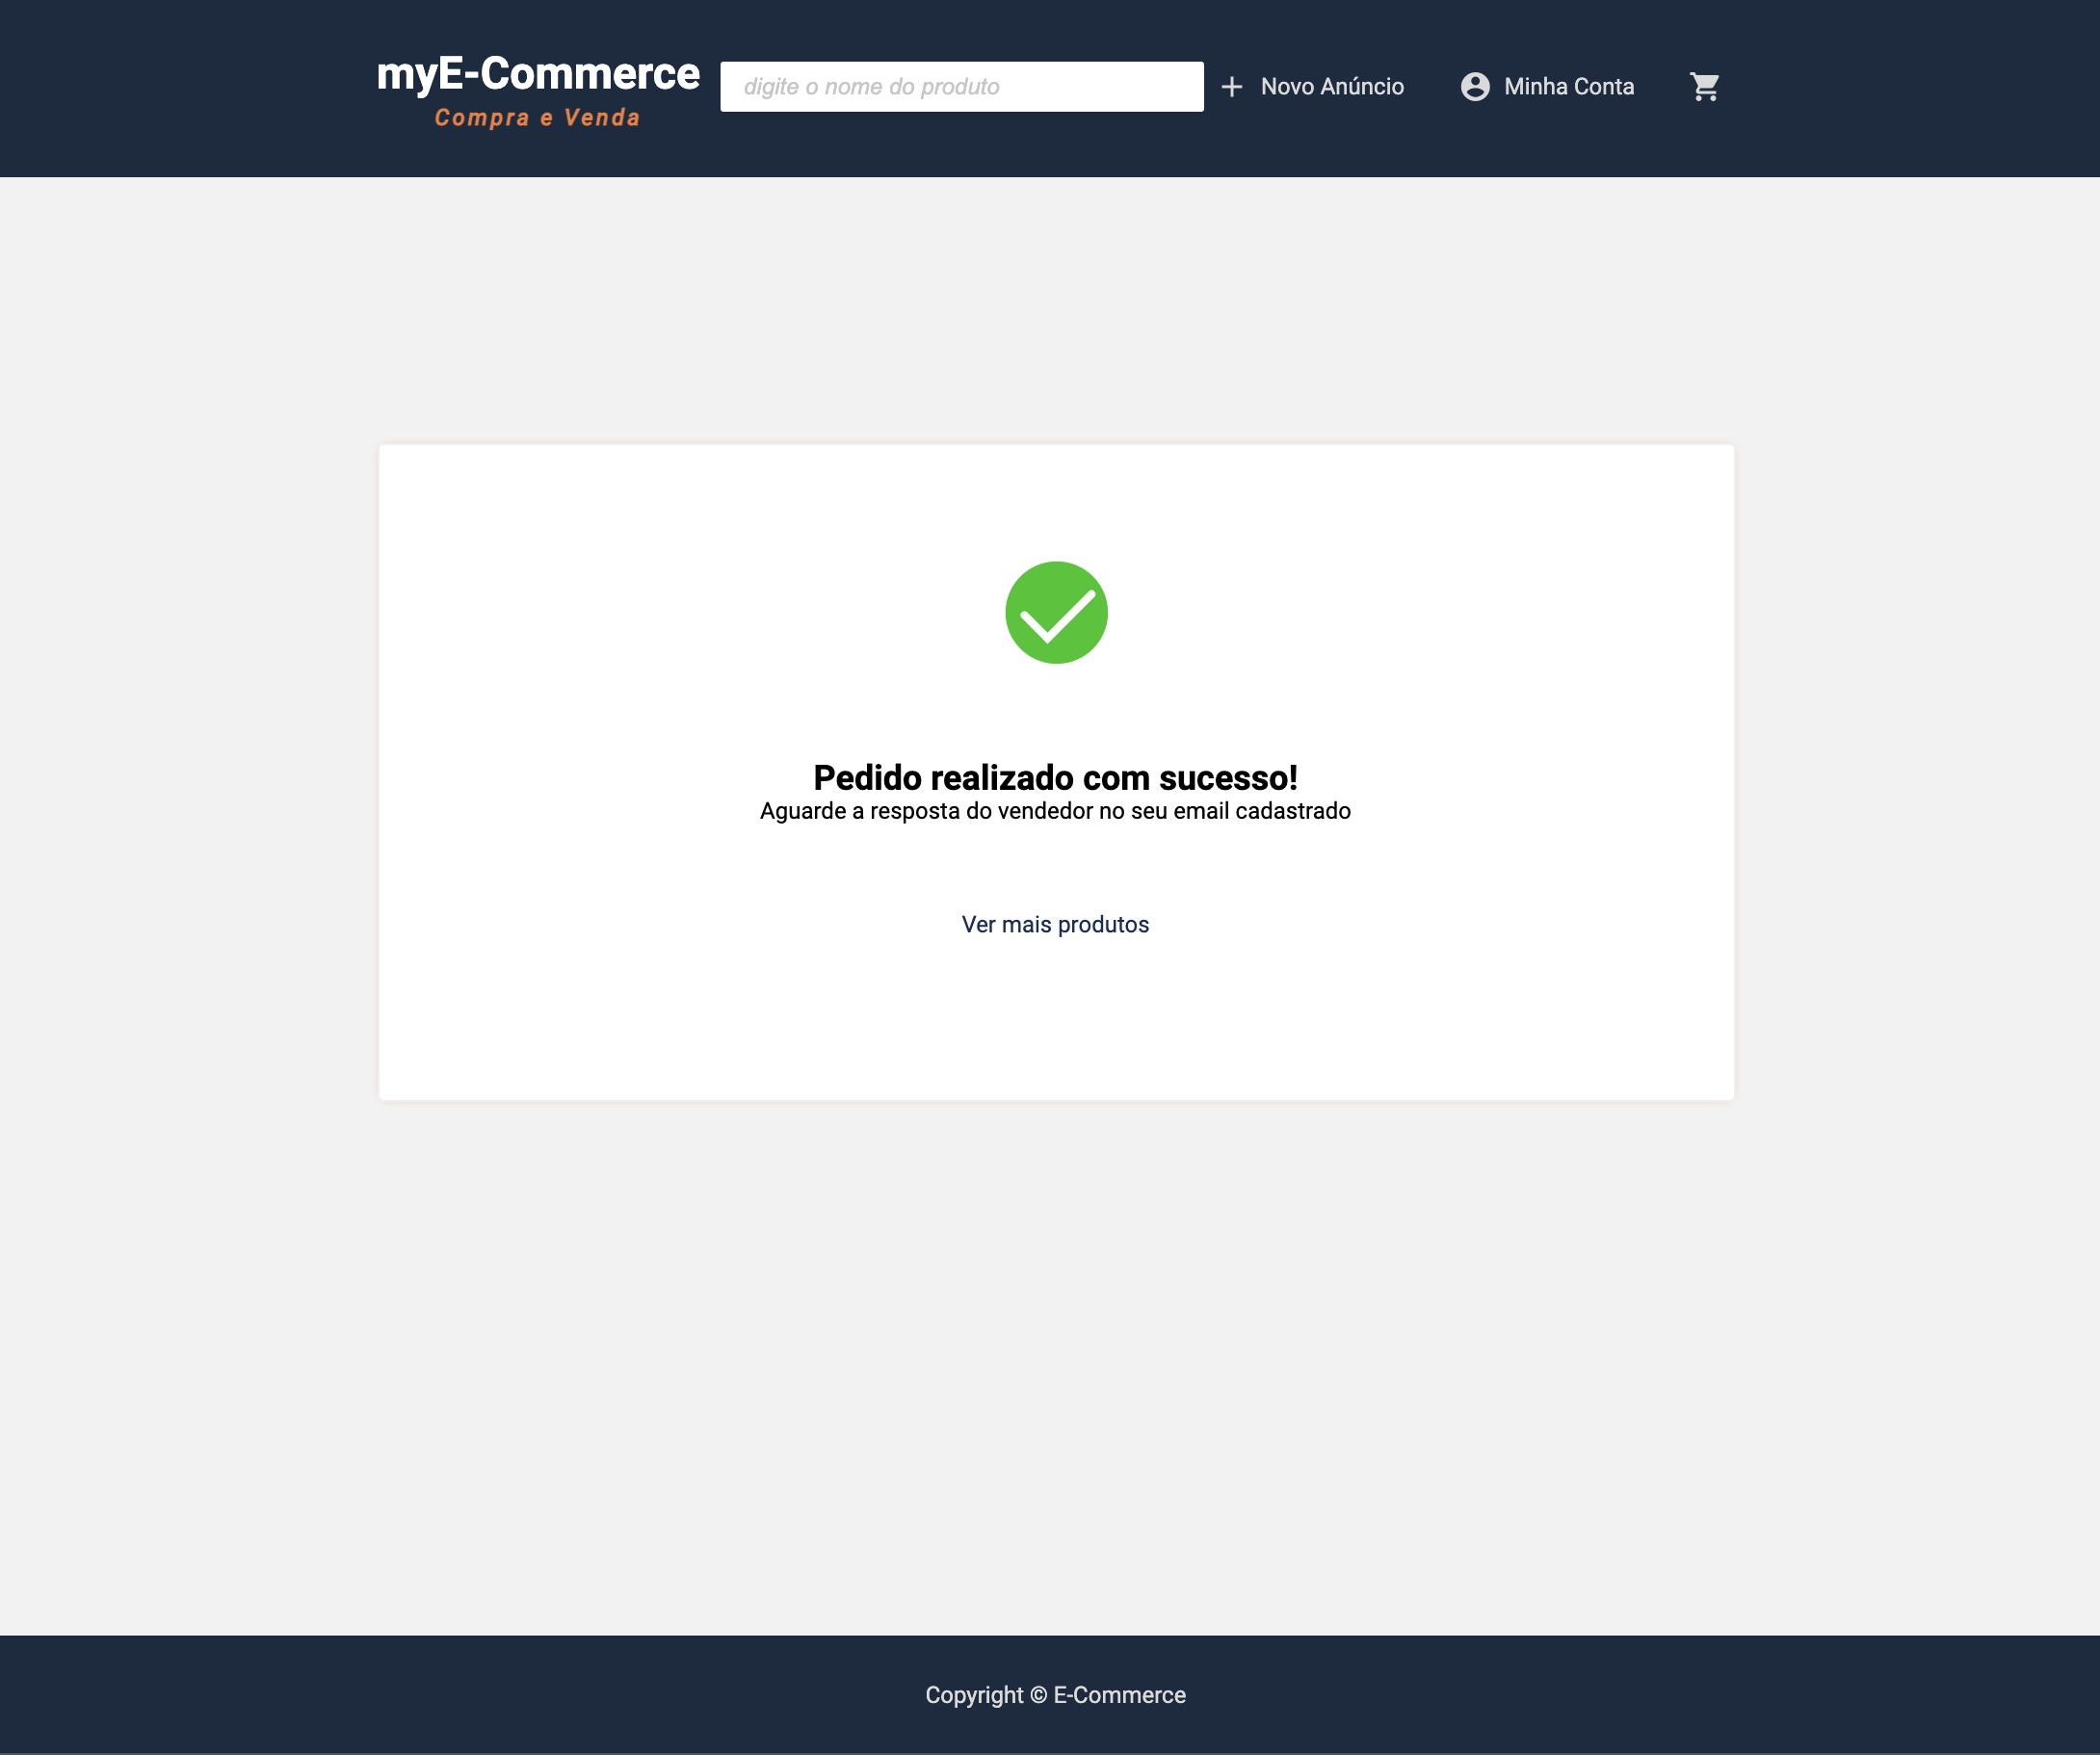 myE-Commerce
Compra e Venda
digite o nome do produto
Novo Anúncio
Minha Conta
Pedido realizado com sucesso!
Aguarde a resposta do vendedor no seu email cadastrado
Ver mais produtos
Copyright © E-Commerce